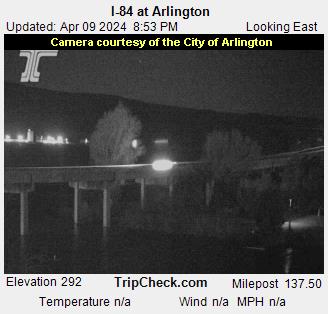 I-84 at Arlington
Updated: Apr 09 2024 8:53 PM Looking East
Camera courtesy of the City of Arlington
Elevation 292 TripCheck.com Milepost 137.50
Temperature n/a Wind n/a MPH n/a